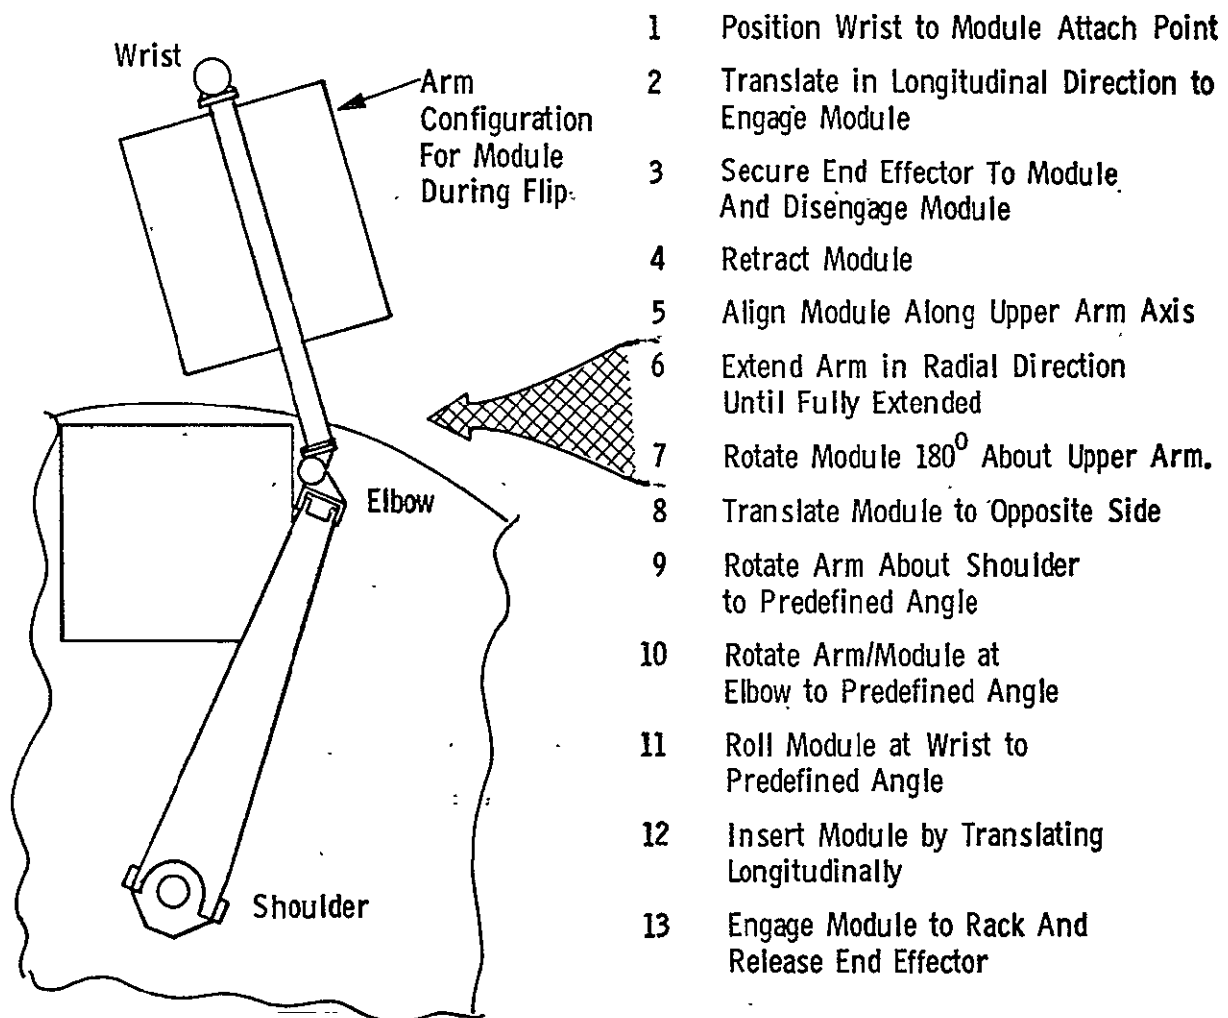 Wrist
Arm
Configuration
For Module
During Flip
Elbow
Shoulder
1 Position Wrist to Module Attach Point
2 Translate in Longitudinal Direction to
Engage Module
3 Secure End Effector To Module
And Disengage Module
4 Retract Module
5 Align Module Along Upper Arm Axis
6 Extend Arm in Radial Direction
Until Fully Extended
7 Rotate Module 180⁰ About Upper Arm.
8 Translate Module to Opposite Side
9 Rotate Arm About Shoulder
to Predefined Angle
10 Rotate Arm/Module at
Elbow to Predefined Angle
11 Roll Module at Wrist to
Predefined Angle
12 Insert Module by Translating
Longitudinally
13 Engage Module to Rack And
Release End Effector